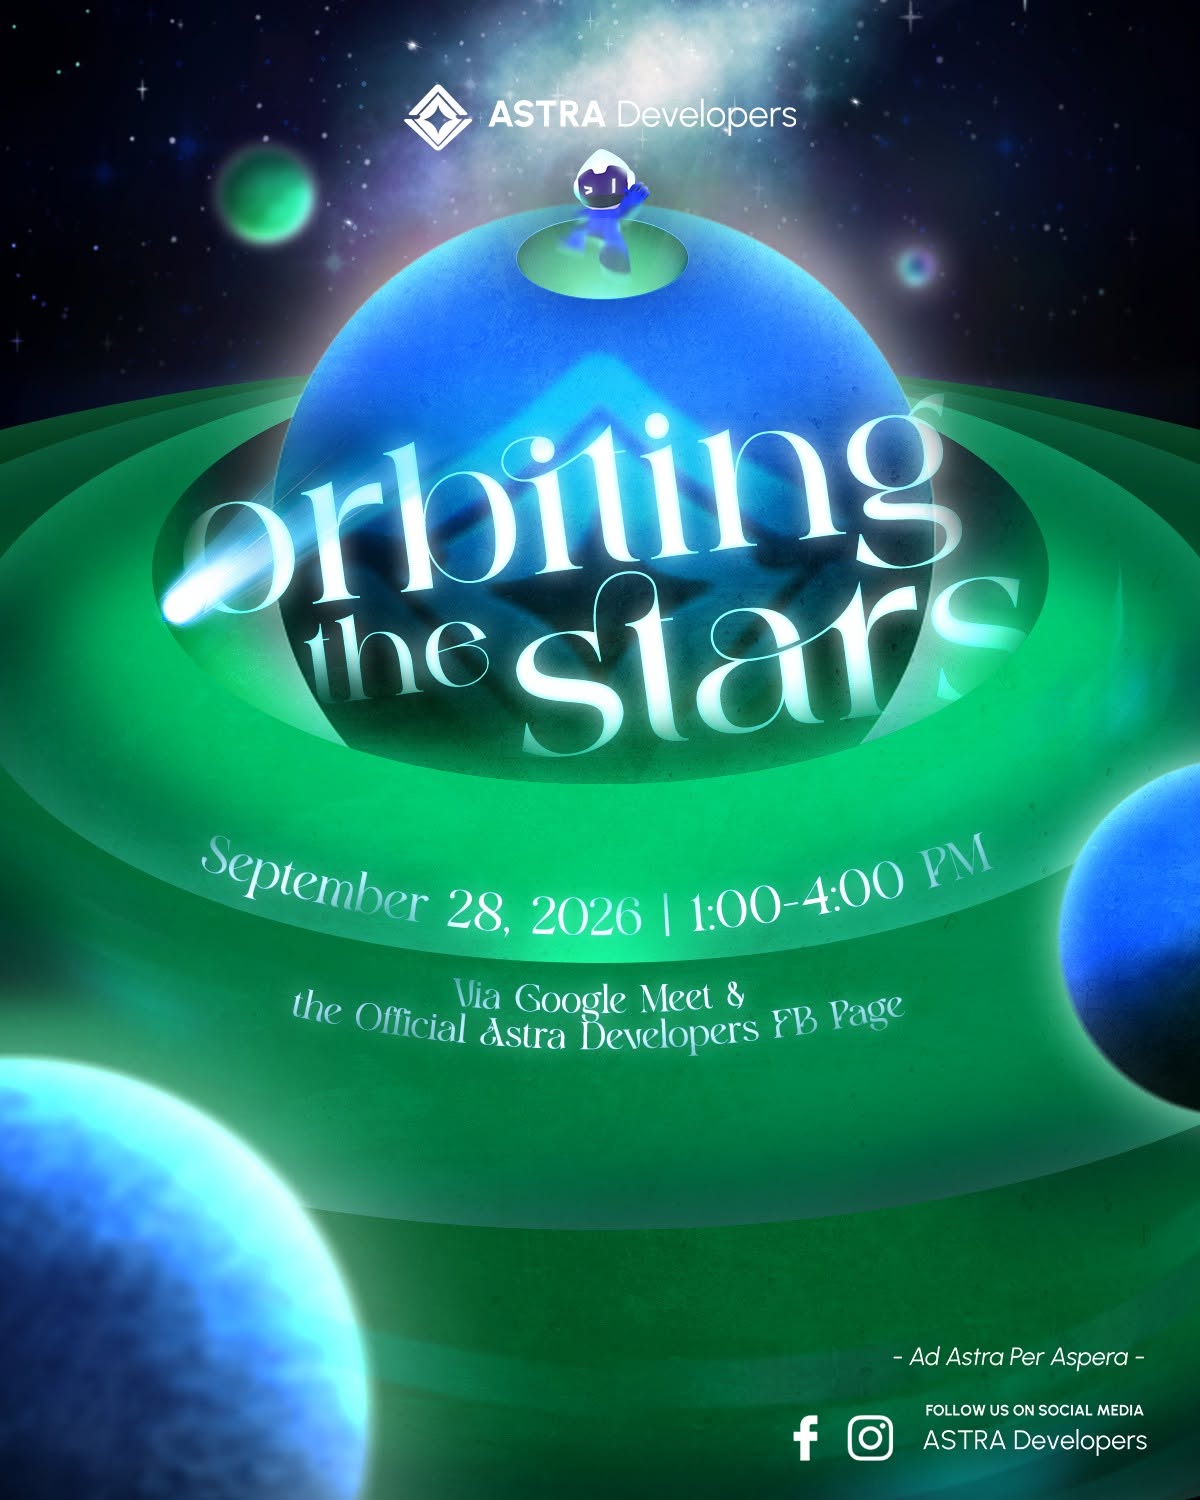 ASTRA Developers
orbiting
the stars
September 28, 2026 | 1:00-4:00 PM
Via Google Meet &
the Official Astra Developers FB Page
- Ad Astra Per Aspera -
FOLLOW US ON SOCIAL MEDIA
ASTRA Developers